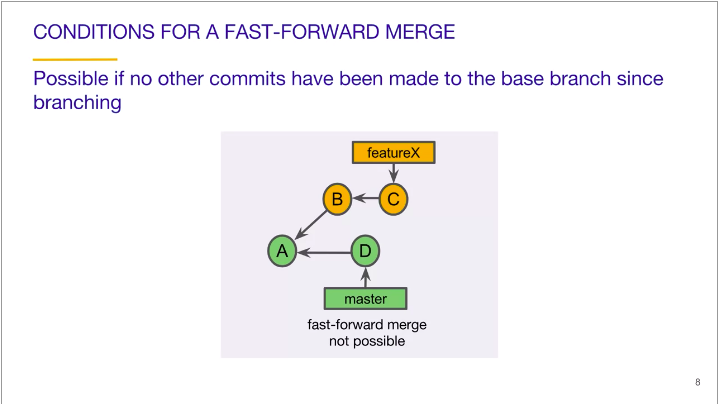 CONDITIONS FOR A FAST-FORWARD MERGE
Possible if no other commits have been made to the base branch since
branching
featureX
B
C
A
D
master
fast-forward merge
not possible
8